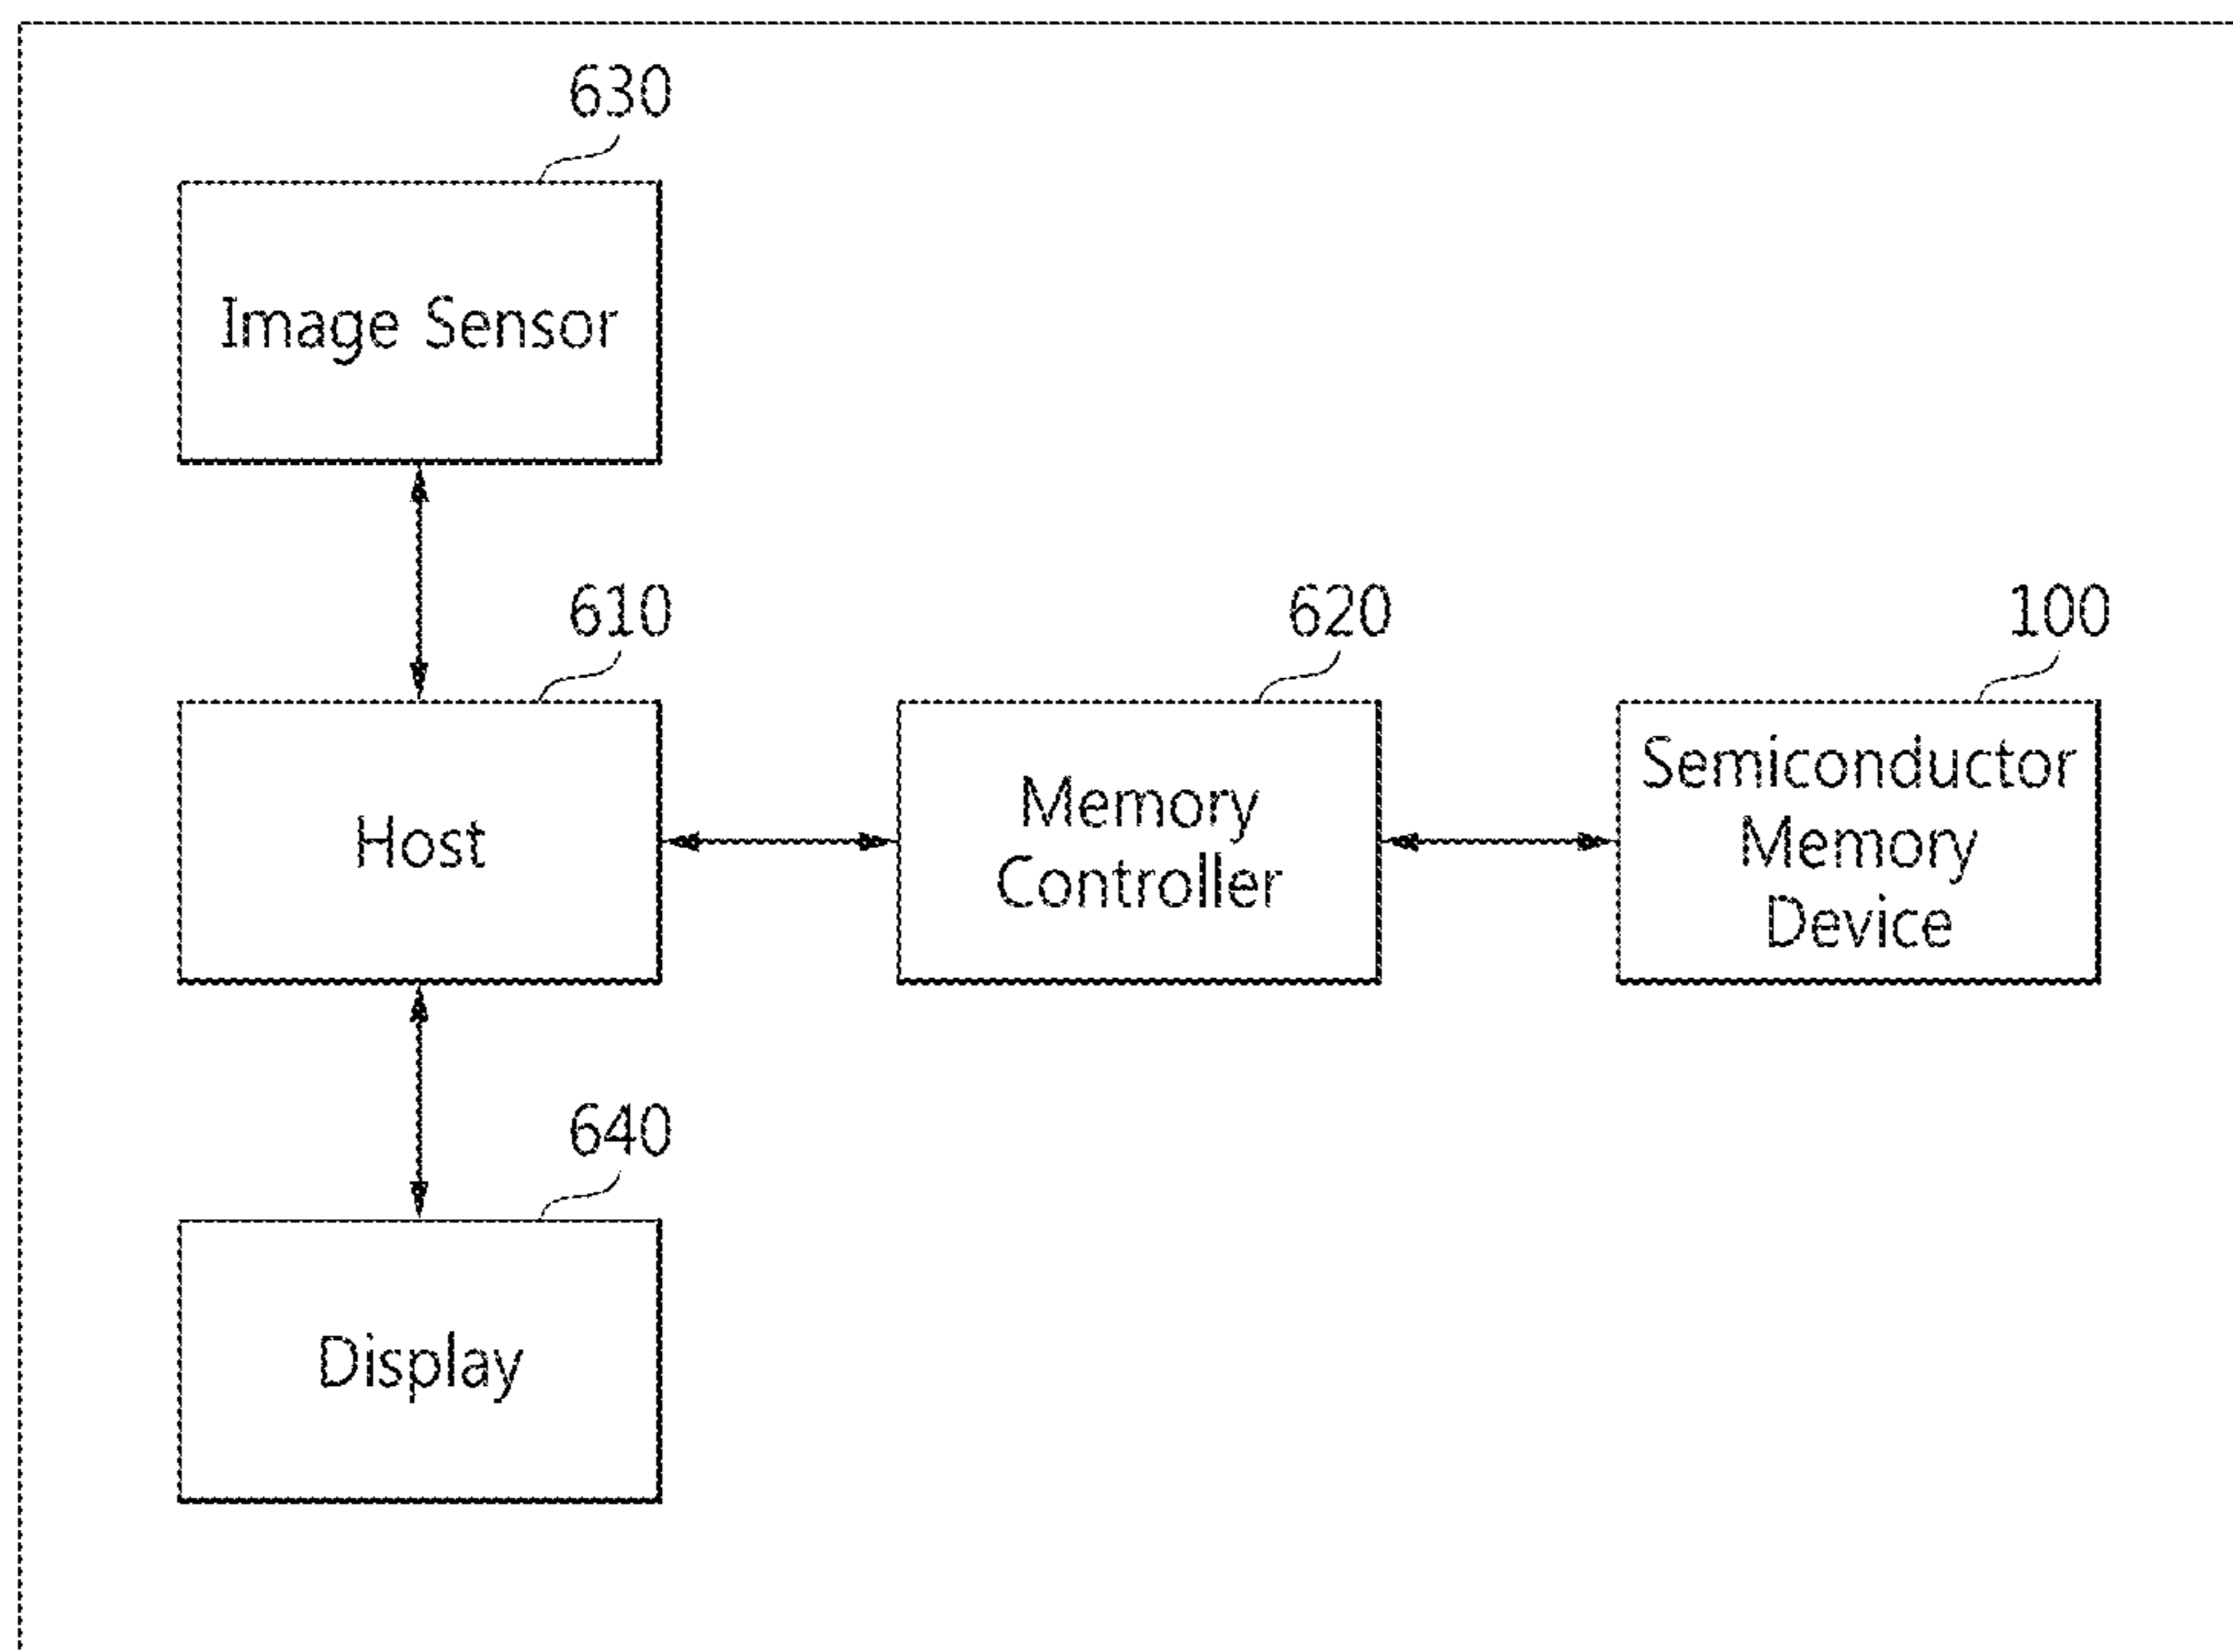 630
Image Sensor
610
620
100
Host
Memory
Controller
Semiconductor
Memory
Device
640
Display